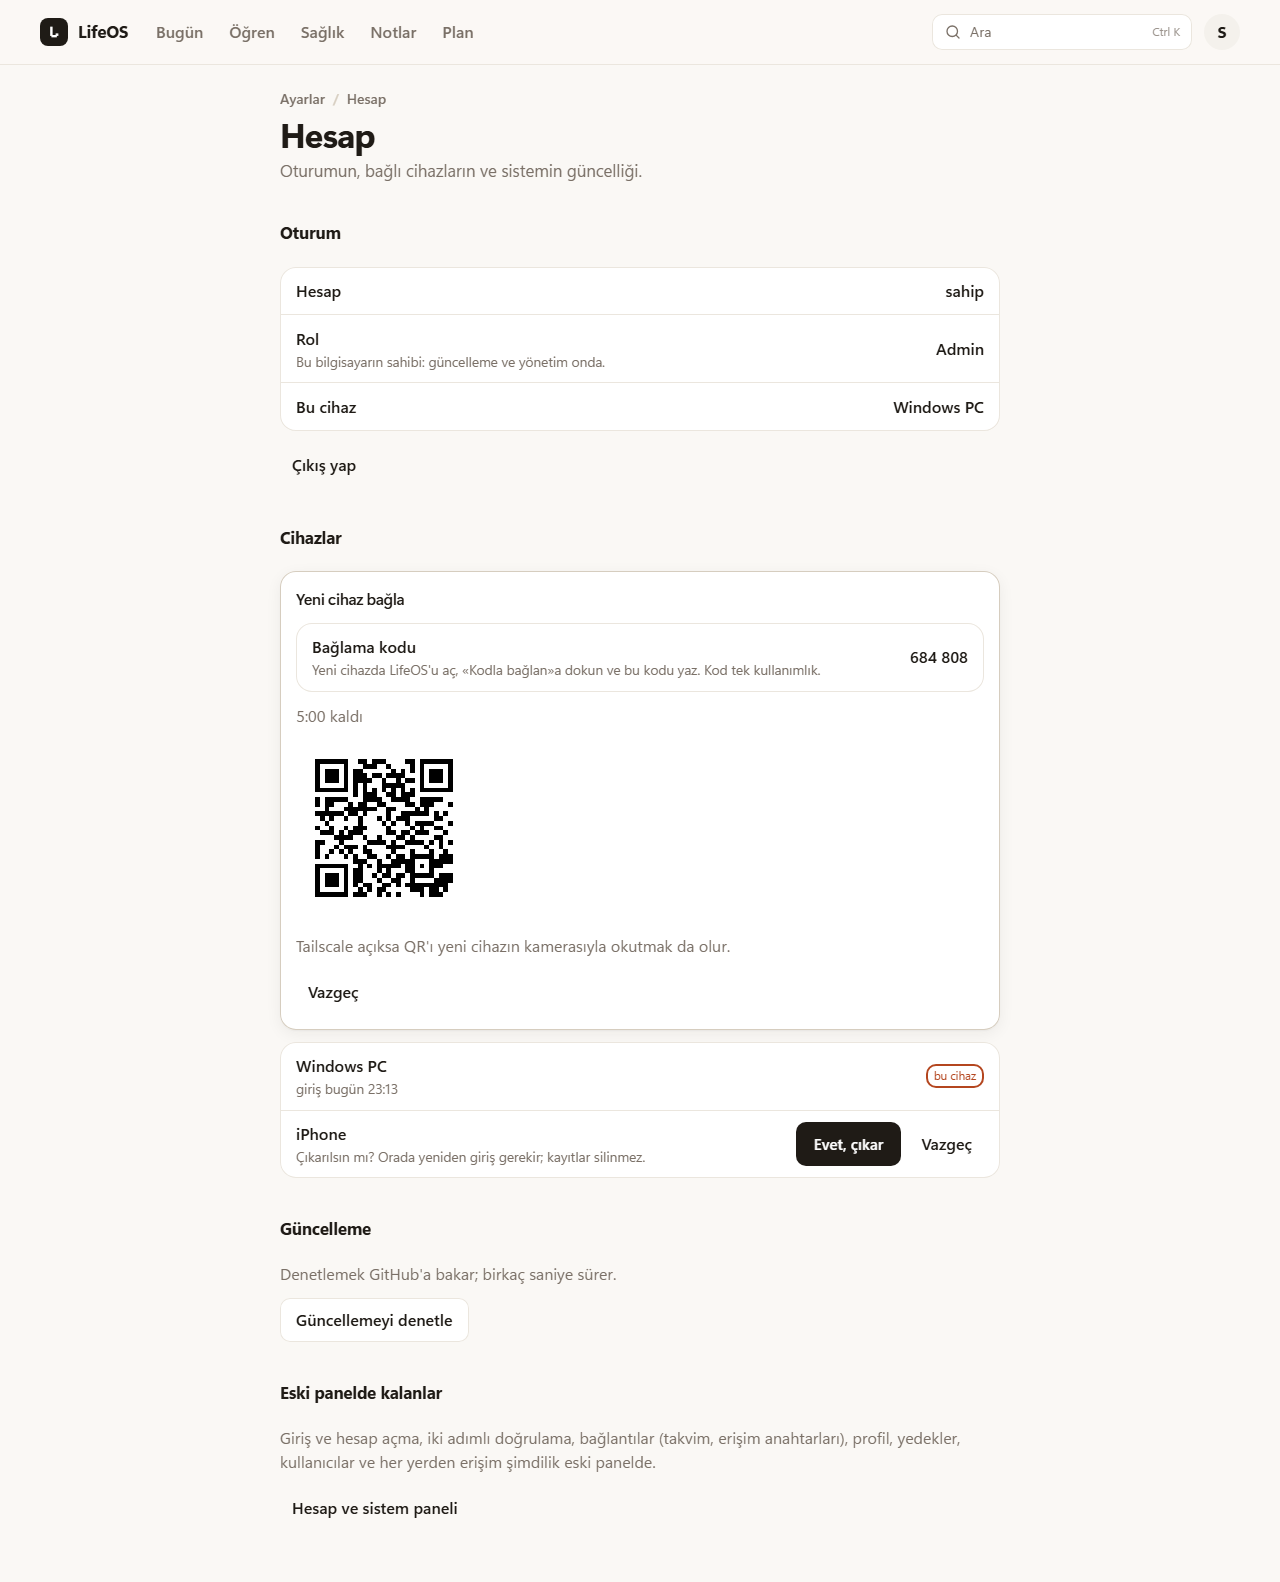 LifeOS
Bugün
Öğren
Sağlık
Notlar
Plan
Ara
Ctrl K
S
Ayarlar / Hesap
Hesap
Oturumun, bağlı cihazların ve sistemin güncelliği.
Oturum
Hesap
sahip
Rol
Bu bilgisayarın sahibi: güncelleme ve yönetim onda.
Admin
Bu cihaz
Windows PC
Çıkış yap
Cihazlar
Yeni cihaz bağla
Bağlama kodu
Yeni cihazda LifeOS'u aç, «Kodla bağlan»a dokun ve bu kodu yaz. Kod tek kullanımlık.
684 808
5:00 kaldı
Tailscale açıksa QR'ı yeni cihazın kamerasıyla okutmak da olur.
Vazgeç
Windows PC
giriş bugün 23:13
bu cihaz
iPhone
Çıkarılsın mı? Orada yeniden giriş gerekir; kayıtlar silinmez.
Evet, çıkar
Vazgeç
Güncelleme
Denetlemek GitHub'a bakar; birkaç saniye sürer.
Güncellemeyi denetle
Eski panelde kalanlar
Giriş ve hesap açma, iki adımlı doğrulama, bağlantılar (takvim, erişim anahtarları), profil, yedekler,
kullanıcılar ve her yerden erişim şimdilik eski panelde.
Hesap ve sistem paneli